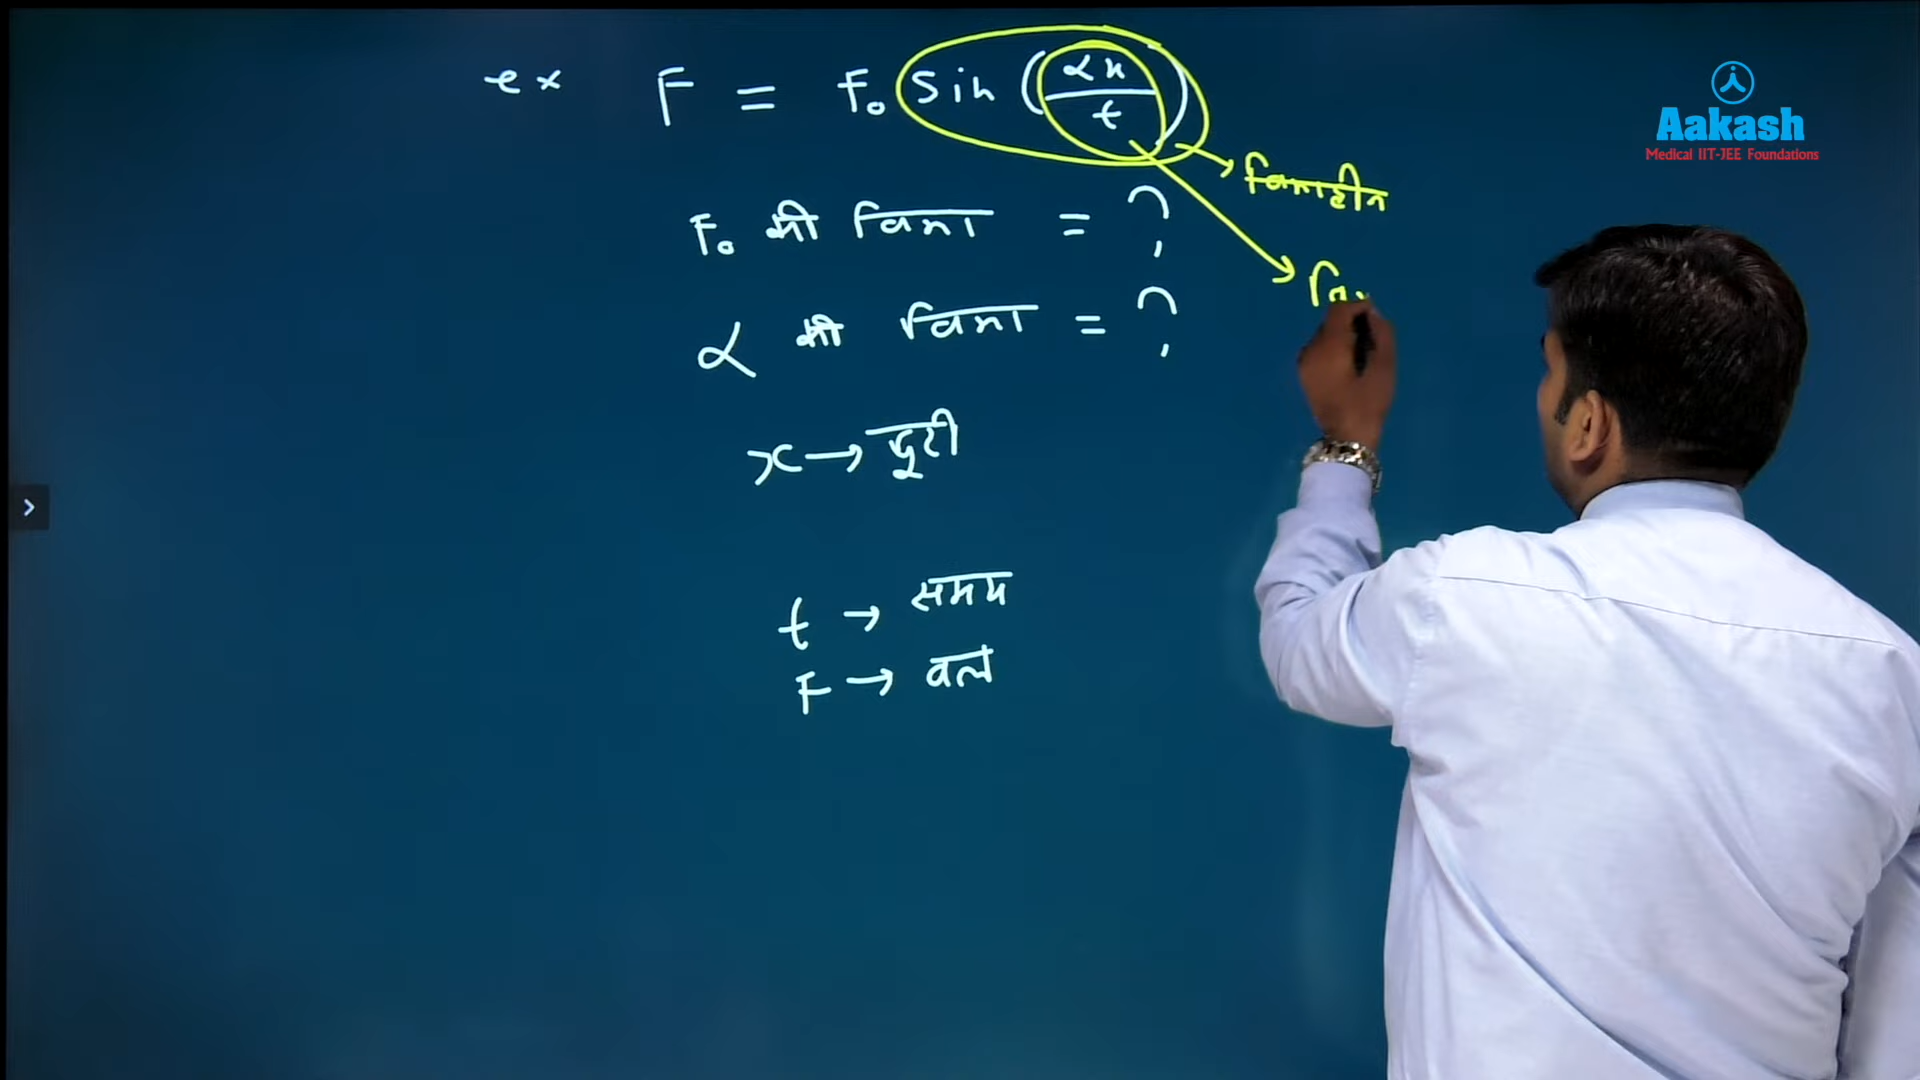 ex F = F₀ Sin (αx/t)
विमाहीन
F₀ की विमा = ?
α की विमा = ?
x → दूरी
t → समय
F → बल
Aakash
Medical IIT-JEE Foundations